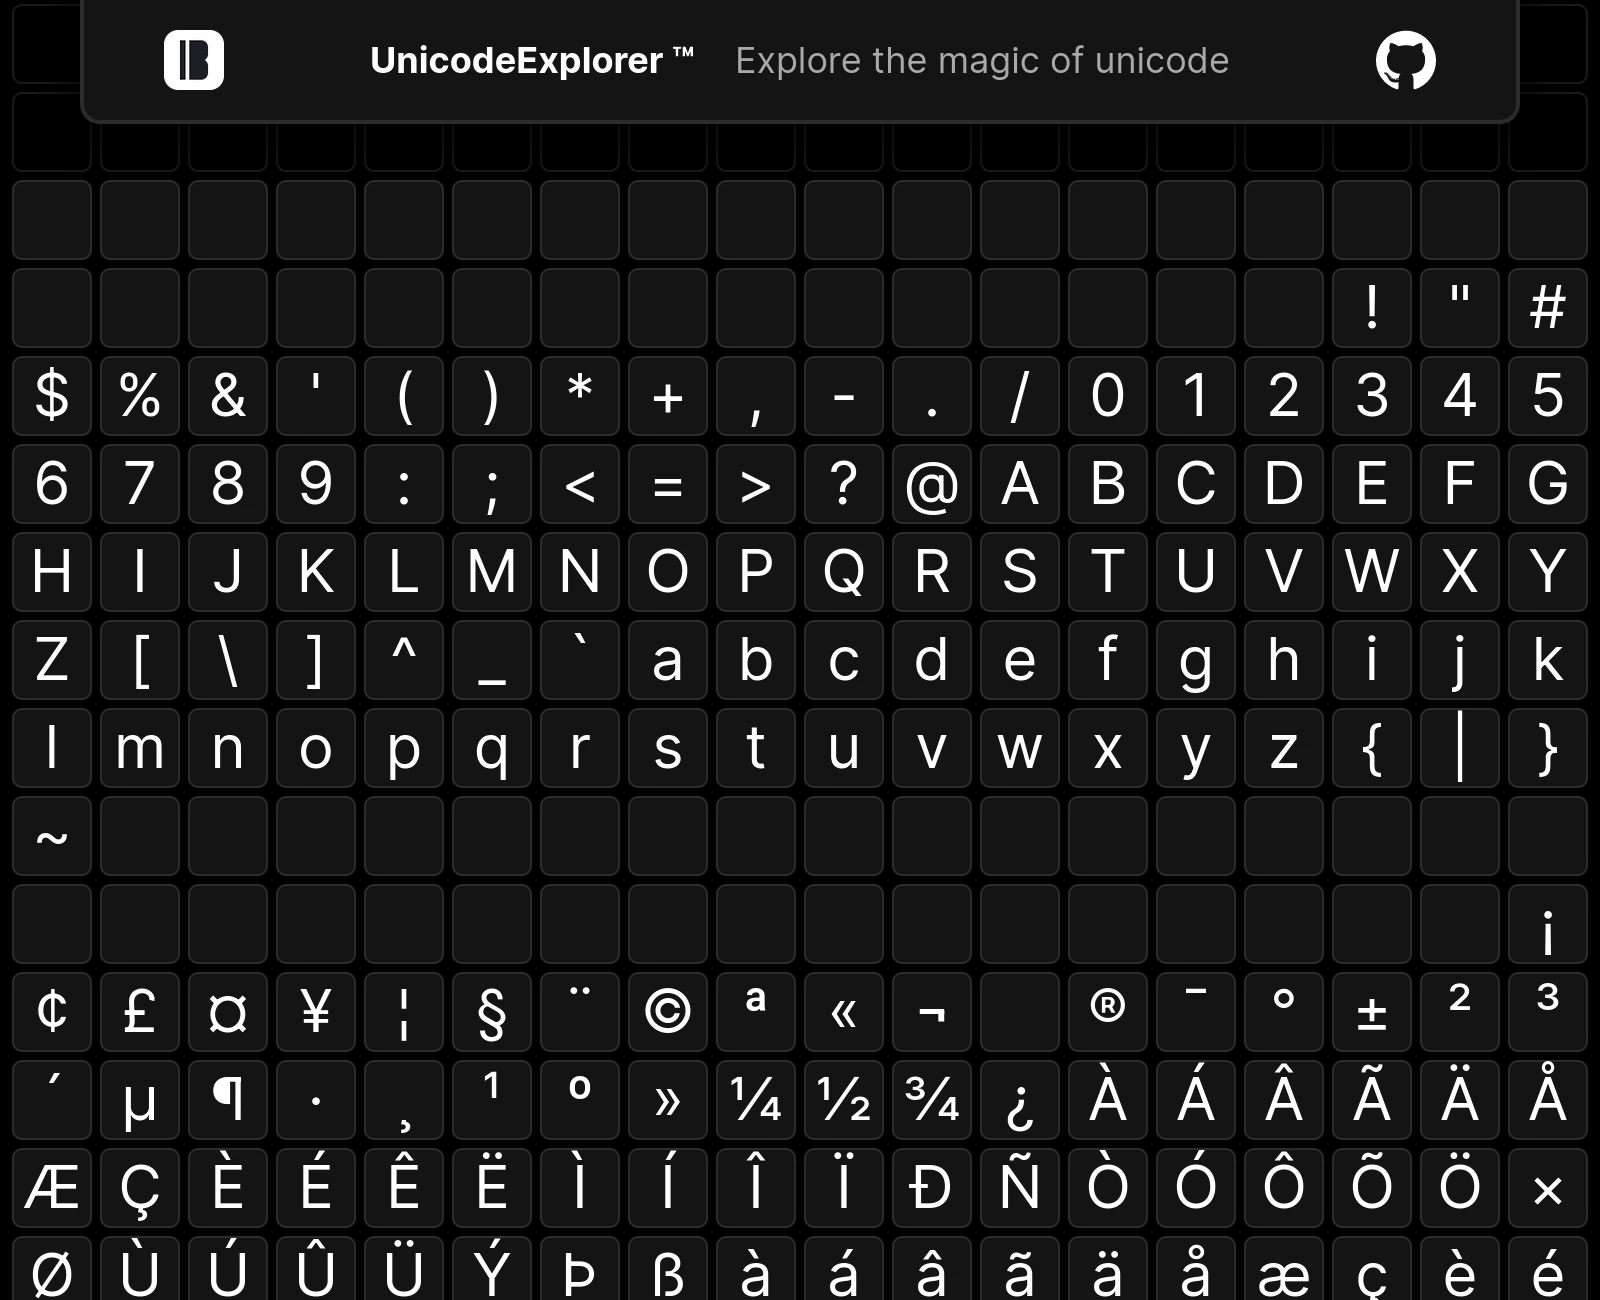 UnicodeExplorer ™ Explore the magic of unicode
! " #
$ % & ' ( ) * + , - . / 0 1 2 3 4 5
6 7 8 9 : ; < = > ? @ A B C D E F G
H I J K L M N O P Q R S T U V W X Y
Z [ \ ] ^ _ ` a b c d e f g h i j k
l m n o p q r s t u v w x y z { | }
~
¡
¢ £ ¤ ¥ ¦ § ¨ © ª « ¬ ® ¯ ° ± ² ³
´ µ ¶ · ¸ ¹ º » ¼ ½ ¾ ¿ À Á Â Ã Ä Å
Æ Ç È É Ê Ë Ì Í Î Ï Ð Ñ Ò Ó Ô Õ Ö ×
Ø Ù Ú Û Ü Ý Þ ß à á â ã ä å æ ç è é